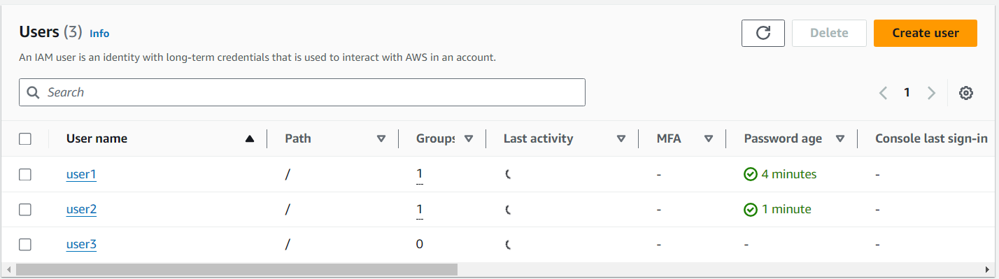 Users (3) Info
Delete
Create user
An IAM user is an identity with long-term credentials that is used to interact with AWS in an account.
Search
1
User name Path Groups Last activity MFA Password age Console last sign-in
user1 / 1 - 4 minutes -
user2 / 1 - 1 minute -
user3 / 0 - - -